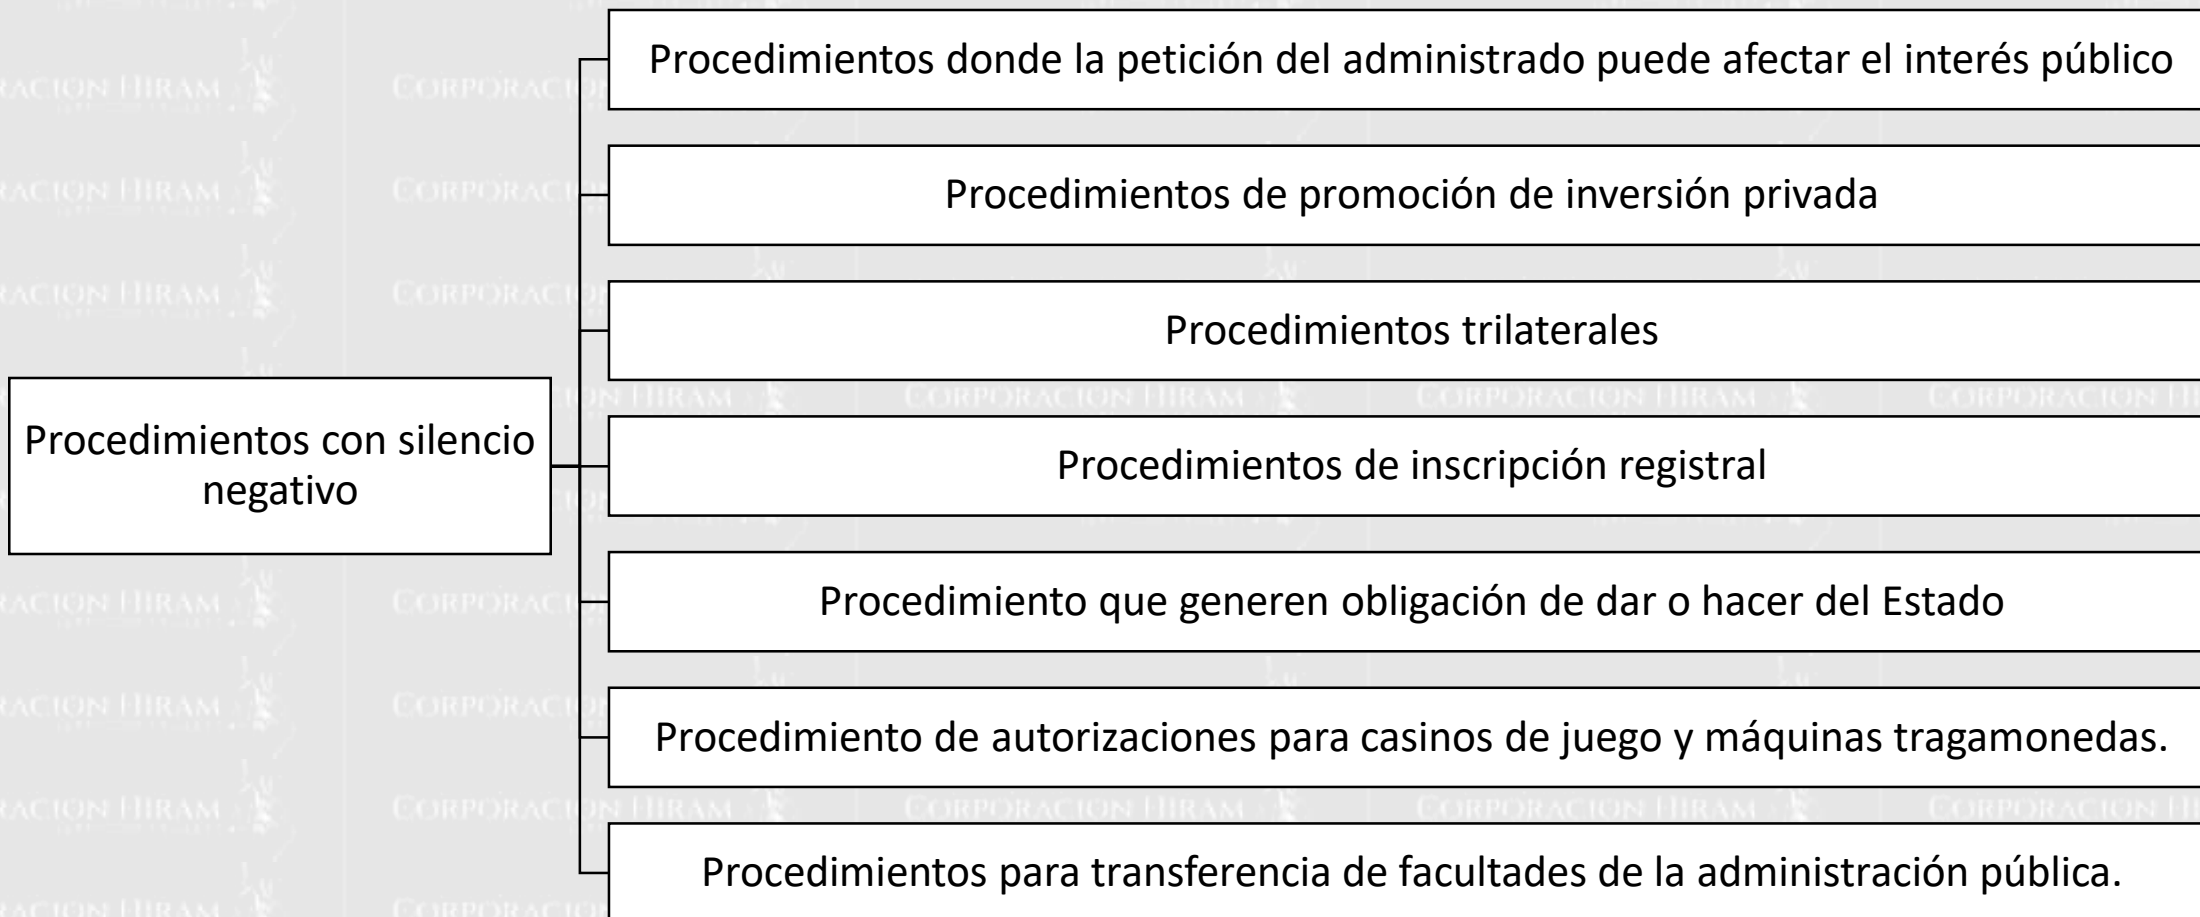 Procedimientos donde la petición del administrado puede afectar el interés público
Procedimientos de promoción de inversión privada
Procedimientos trilaterales
Procedimientos con silencio
negativo
Procedimientos de inscripción registral
Procedimiento que generen obligación de dar o hacer del Estado
Procedimiento de autorizaciones para casinos de juego y máquinas tragamonedas.
Procedimientos para transferencia de facultades de la administración pública.
CORPORACION HIRAM